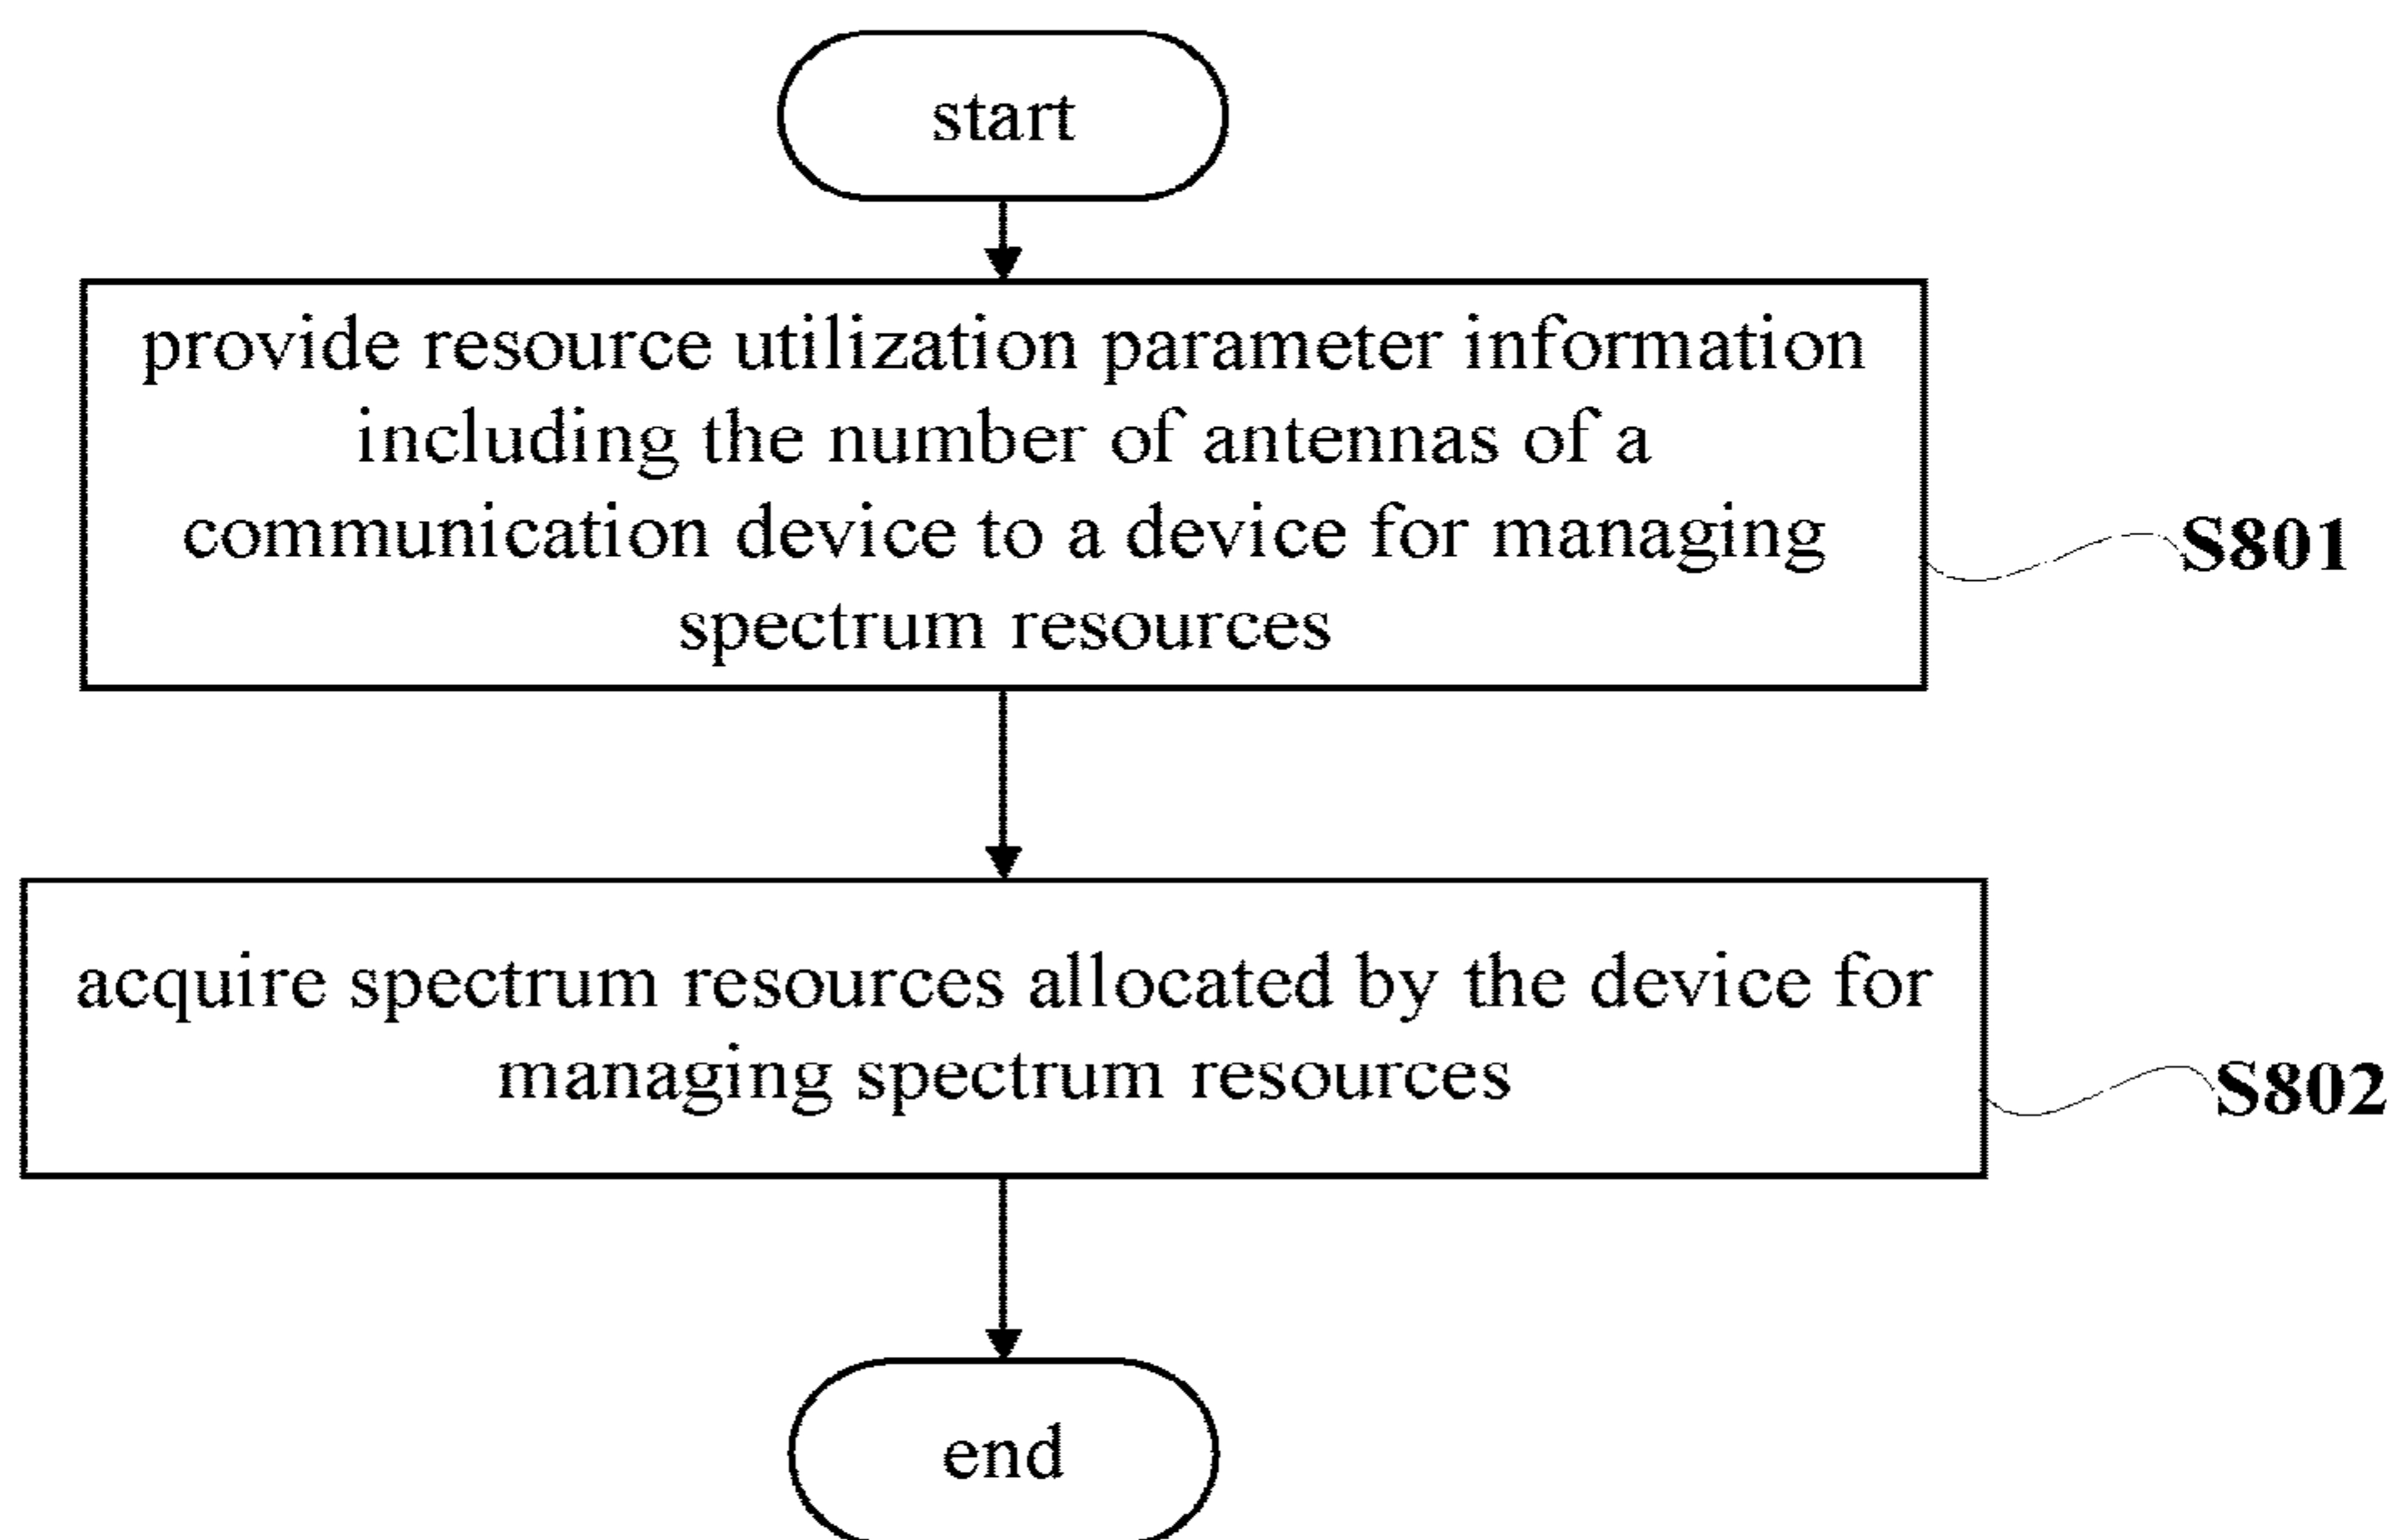 start
provide resource utilization parameter information
including the number of antennas of a
communication device to a device for managing
spectrum resources
S801
acquire spectrum resources allocated by the device for
managing spectrum resources
S802
end